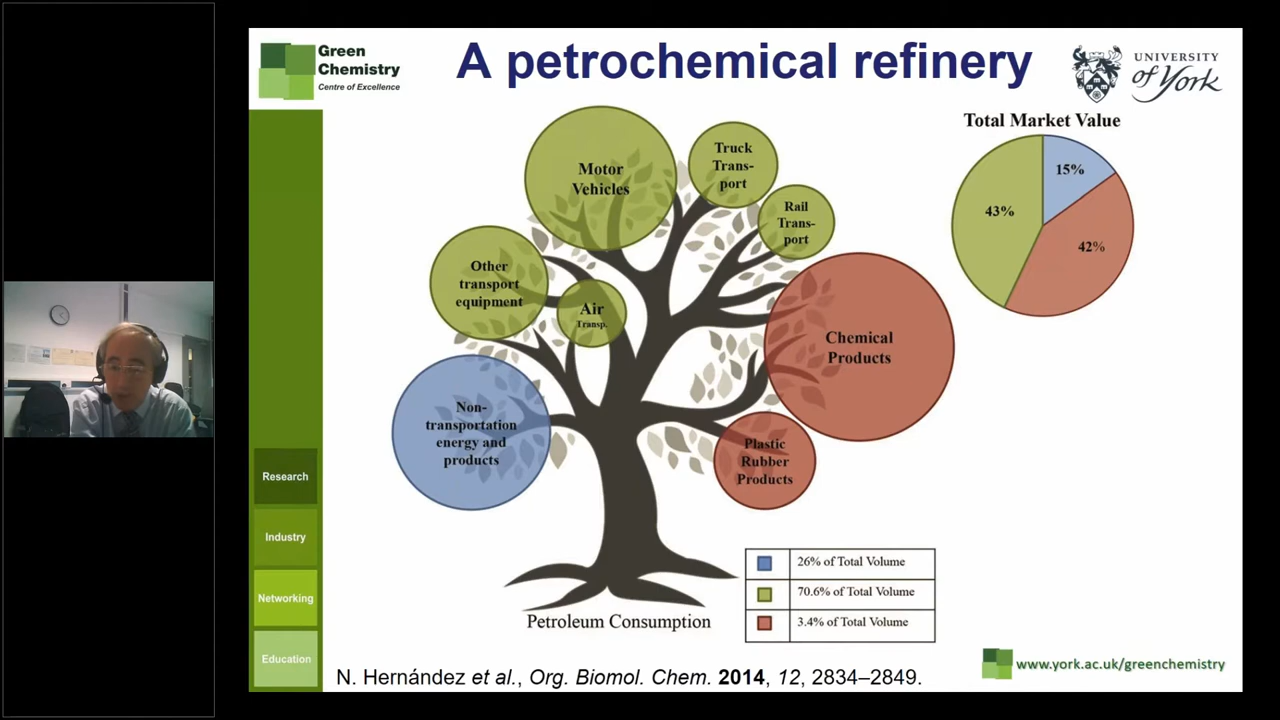 Green
Chemistry
Centre of Excellence
A petrochemical refinery
UNIVERSITY
of York
Total Market Value
15%
43%
42%
Motor
Vehicles
Truck
Trans-
port
Rail
Trans-
port
Other
transport
equipment
Air
Transp.
Chemical
Products
Non-
transportation
energy and
products
Plastic
Rubber
Products
Research
Industry
Networking
Education
26% of Total Volume
70.6% of Total Volume
3.4% of Total Volume
Petroleum Consumption
www.york.ac.uk/greenchemistry
N. Hernández et al., Org. Biomol. Chem. 2014, 12, 2834–2849.